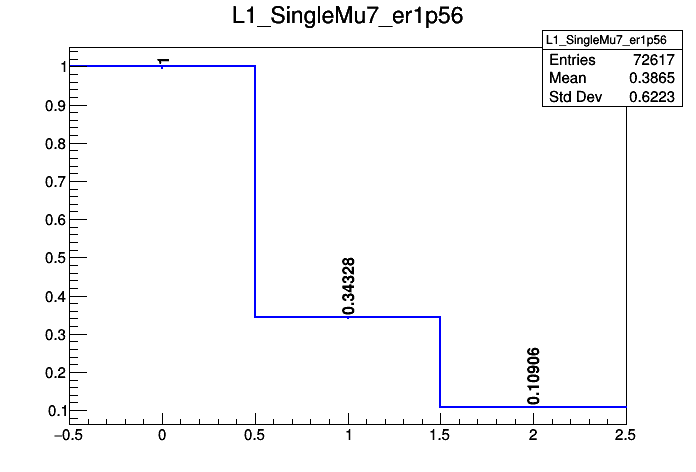 L1_SingleMu7_er1p56
L1_SingleMu7_er1p56
Entries 72617
Mean 0.3865
Std Dev 0.6223
1
0.9
0.8
0.7
0.6
0.5
0.4
0.3
0.2
0.1
1
0.34328
0.10906
−0.5 0 0.5 1 1.5 2 2.5